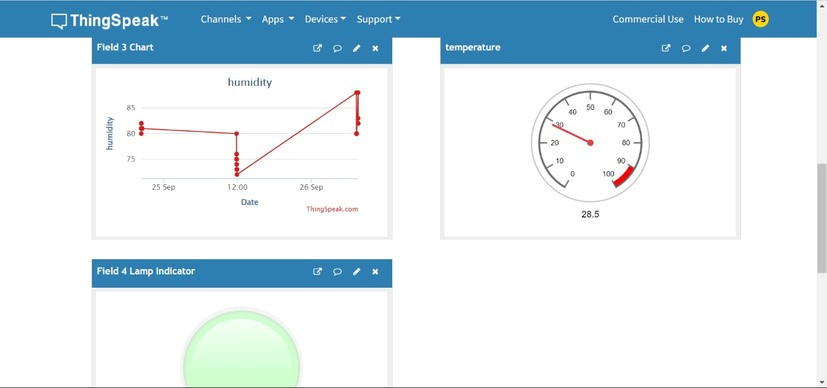 ThingSpeak™ Channels Apps Devices Support Commercial Use How to Buy PS
Field 3 Chart
humidity
humidity
85
80
75
25 Sep 12:00 26 Sep
Date
ThingSpeak.com
temperature
0
10
20
30
40
50
60
70
80
90
100
28.5
Field 4 Lamp Indicator